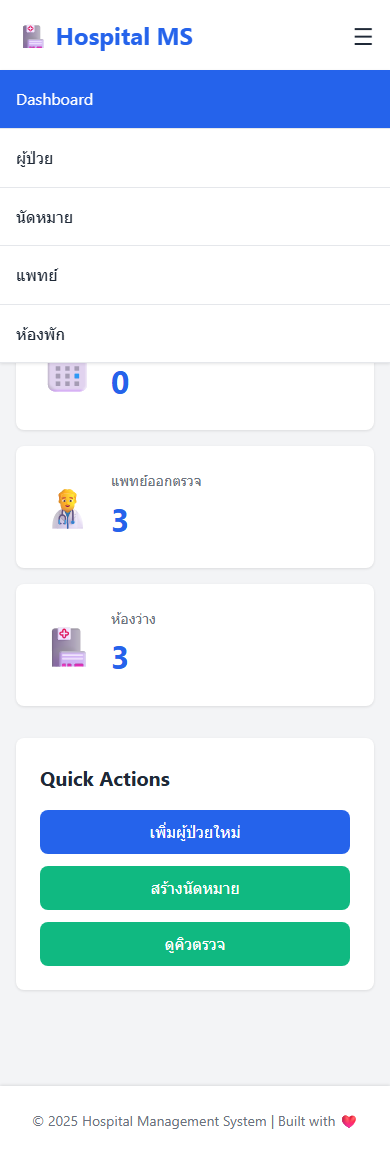 Hospital MS
Dashboard
ผู้ป่วย
นัดหมาย
แพทย์
ห้องพัก
0
แพทย์ออกตรวจ
3
ห้องว่าง
3
Quick Actions
เพิ่มผู้ป่วยใหม่
สร้างนัดหมาย
ดูคิวตรวจ
© 2025 Hospital Management System | Built with ❤️